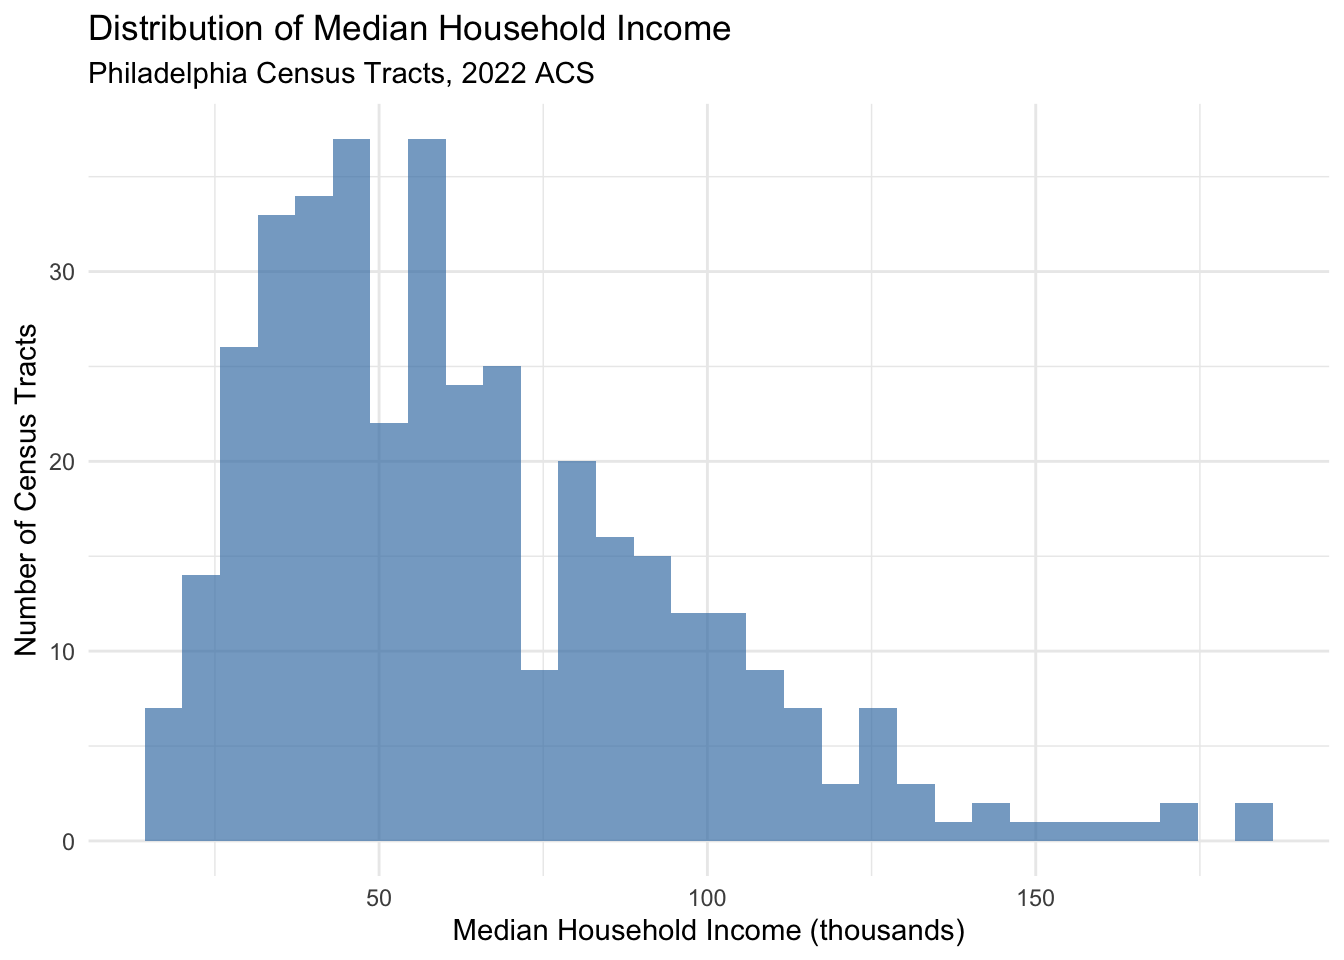 Distribution of Median Household Income
Philadelphia Census Tracts, 2022 ACS
Number of Census Tracts
30
20
10
0
50
100
150
Median Household Income (thousands)